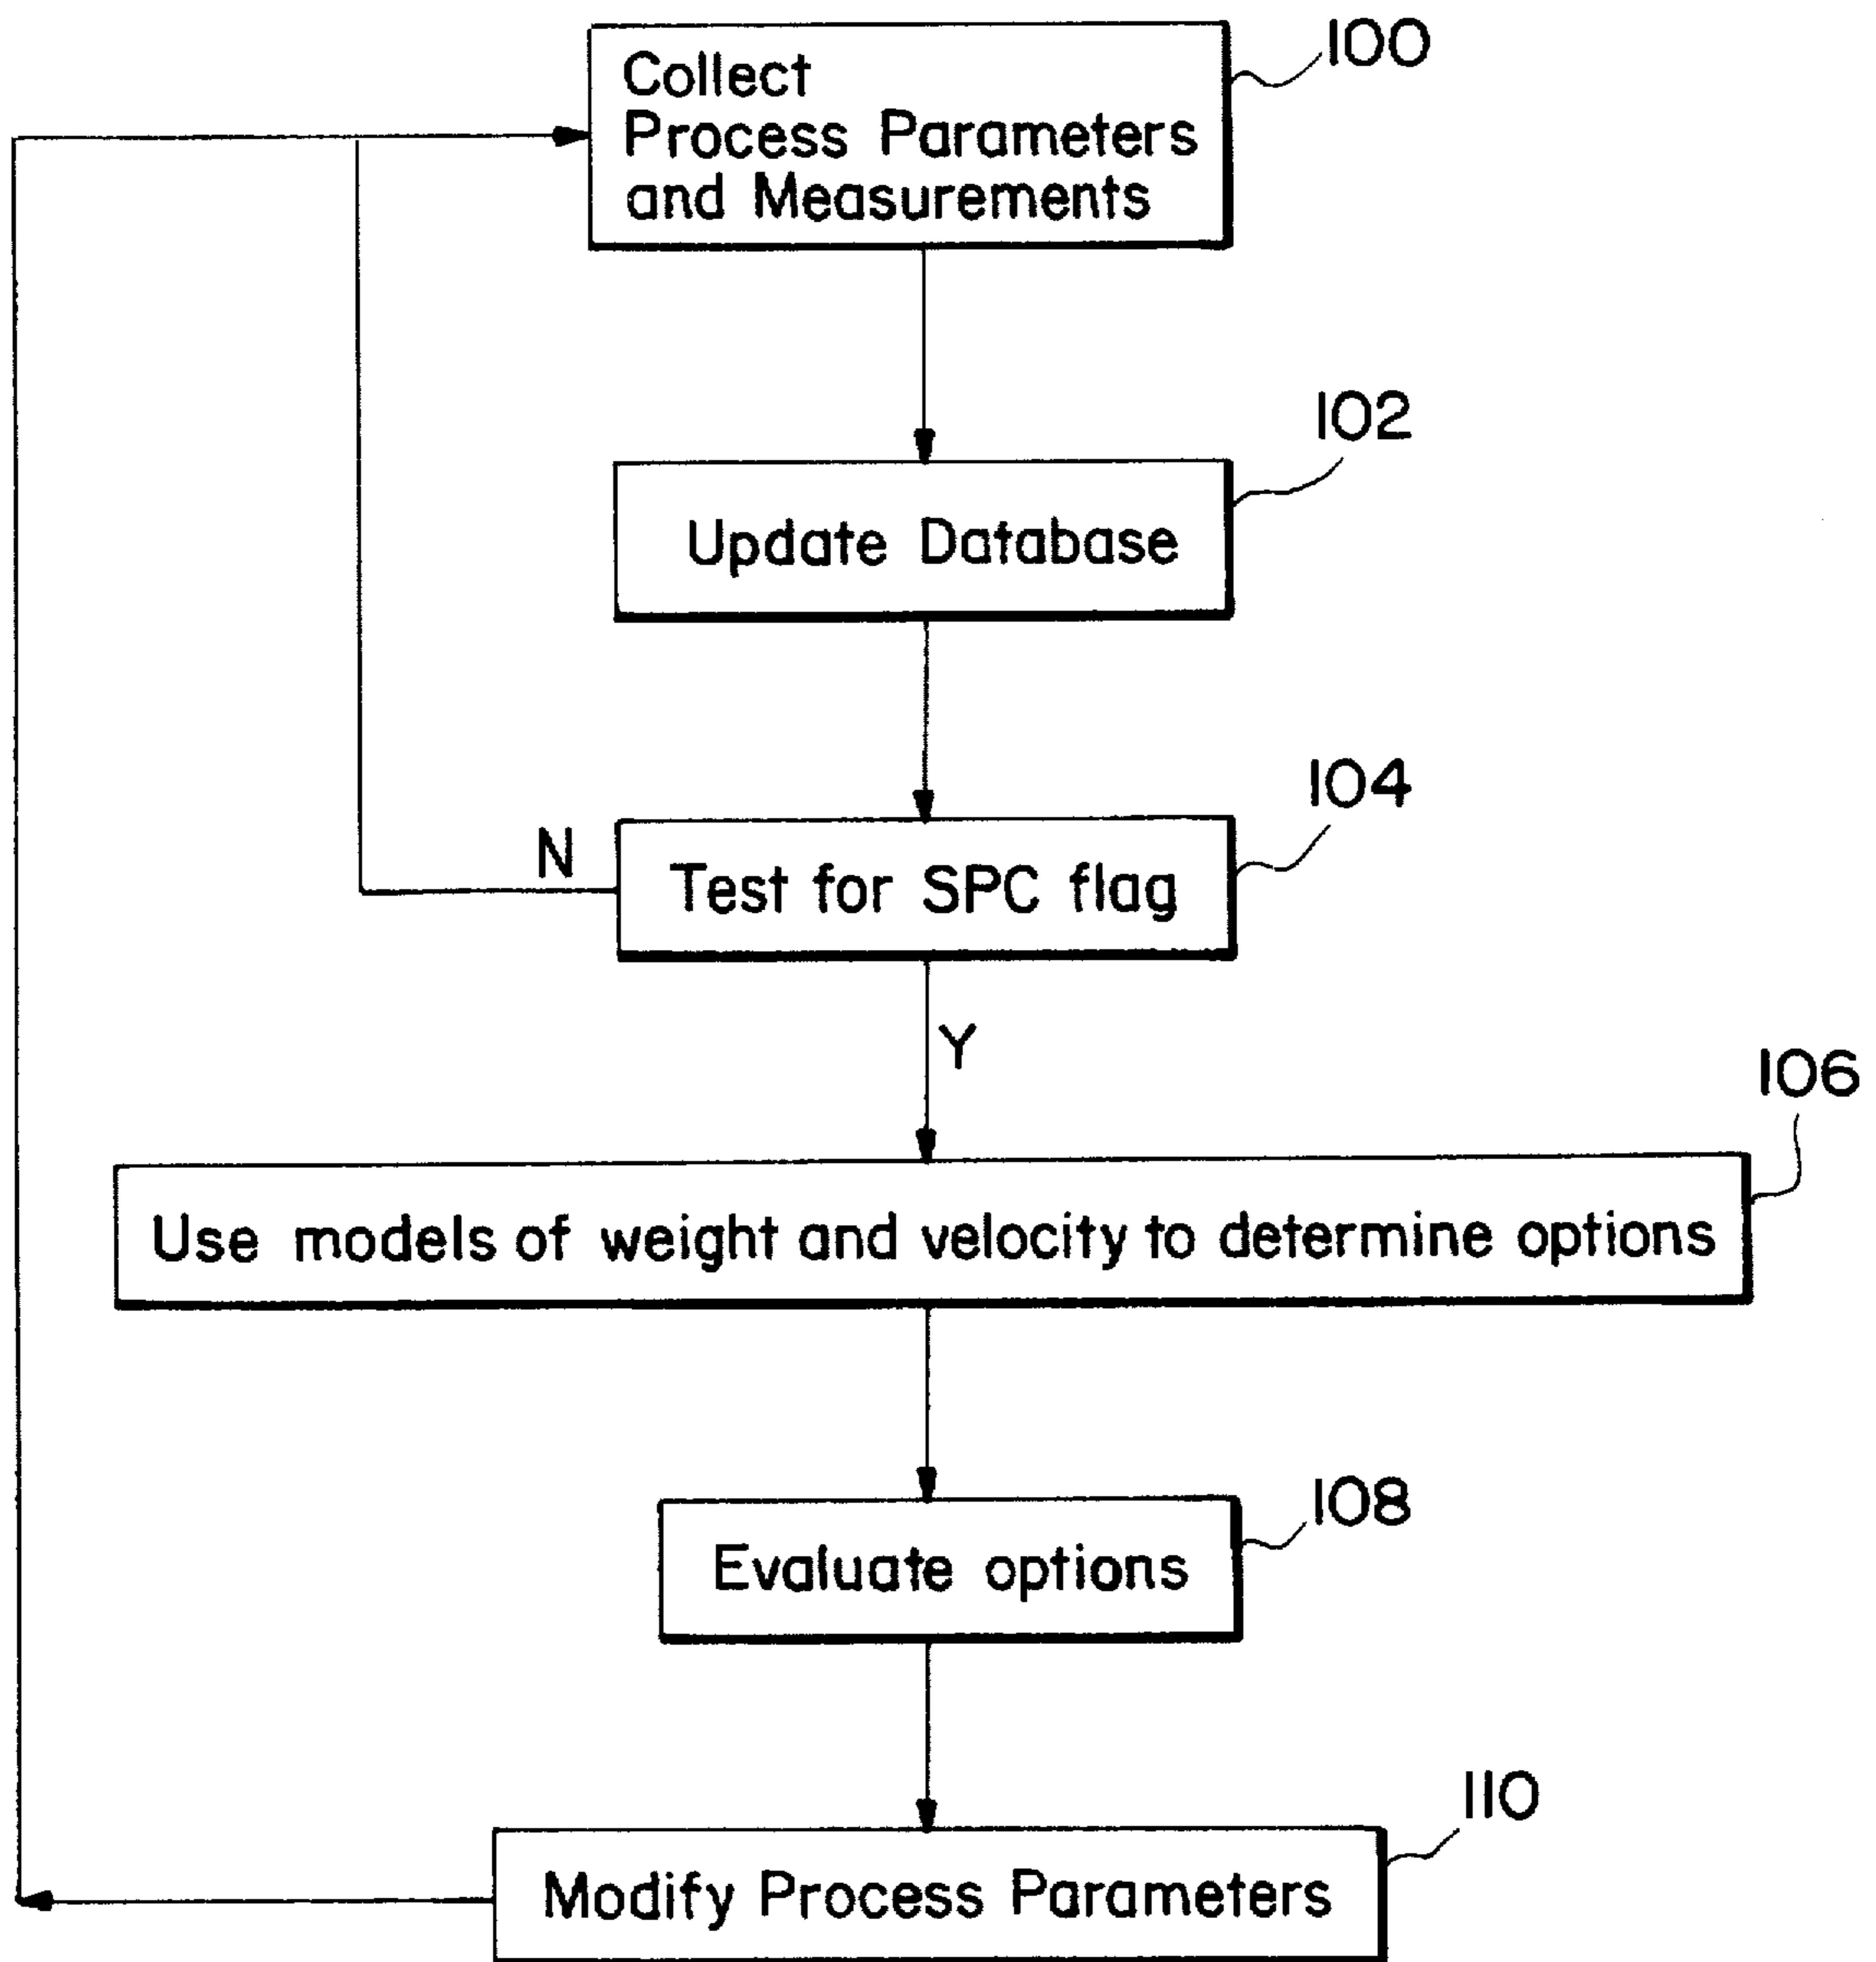 Collect
Process Parameters
and Measurements
100
Update Database
102
Test for SPC flag
104
N
Y
Use models of weight and velocity to determine options
106
Evaluate options
108
Modify Process Parameters
110